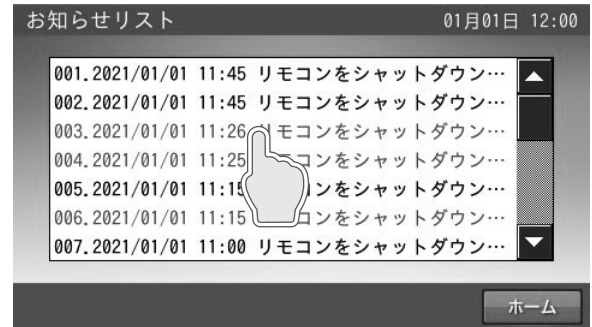 お知らせリスト 01月01日 12:00
001.2021/01/01 11:45 リモコンをシャットダウン…
002.2021/01/01 11:45 リモコンをシャットダウン…
003.2021/01/01 11:26 モコンをシャットダウン…
004.2021/01/01 11:25 コンをシャットダウン…
005.2021/01/01 11:15 ンをシャットダウン…
006.2021/01/01 11:15 コンをシャットダウン…
007.2021/01/01 11:00 リモコンをシャットダウン…
ホーム